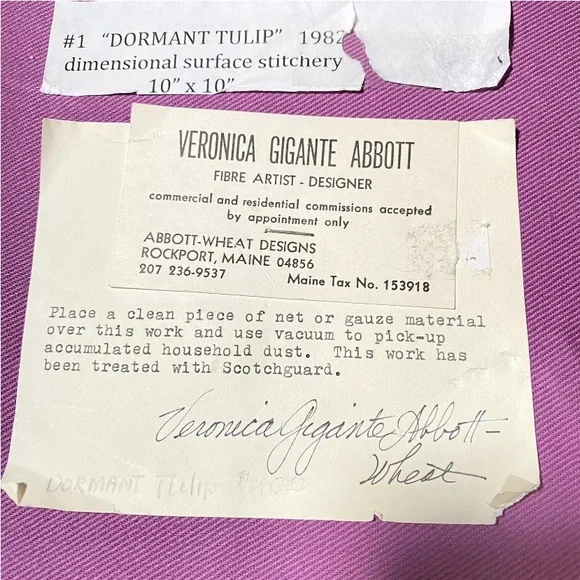 #1 "DORMANT TULIP" 1982
dimensional surface stitchery
10" x 10"
VERONICA GIGANTE ABBOTT
FIBRE ARTIST - DESIGNER
commercial and residential commissions accepted
by appointment only
ABBOTT-WHEAT DESIGNS
ROCKPORT, MAINE 04856
207 236-9537 Maine Tax No. 153918
Place a clean piece of net or gauze material
over this work and use vacuum to pick-up
accumulated household dust. This work has
been treated with Scotchguard.
Veronica Gigante Abbott-
Wheat
DORMANT TULIP